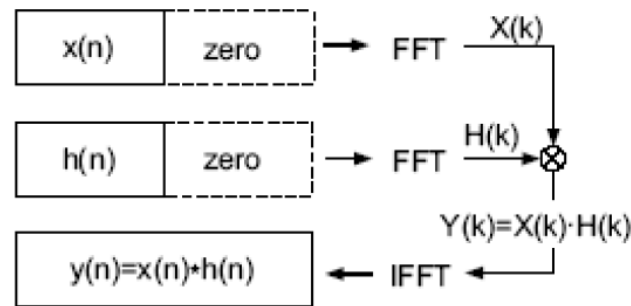 x(n) zero FFT X(k)
h(n) zero FFT H(k)
Y(k)=X(k)·H(k)
y(n)=x(n)*h(n) IFFT